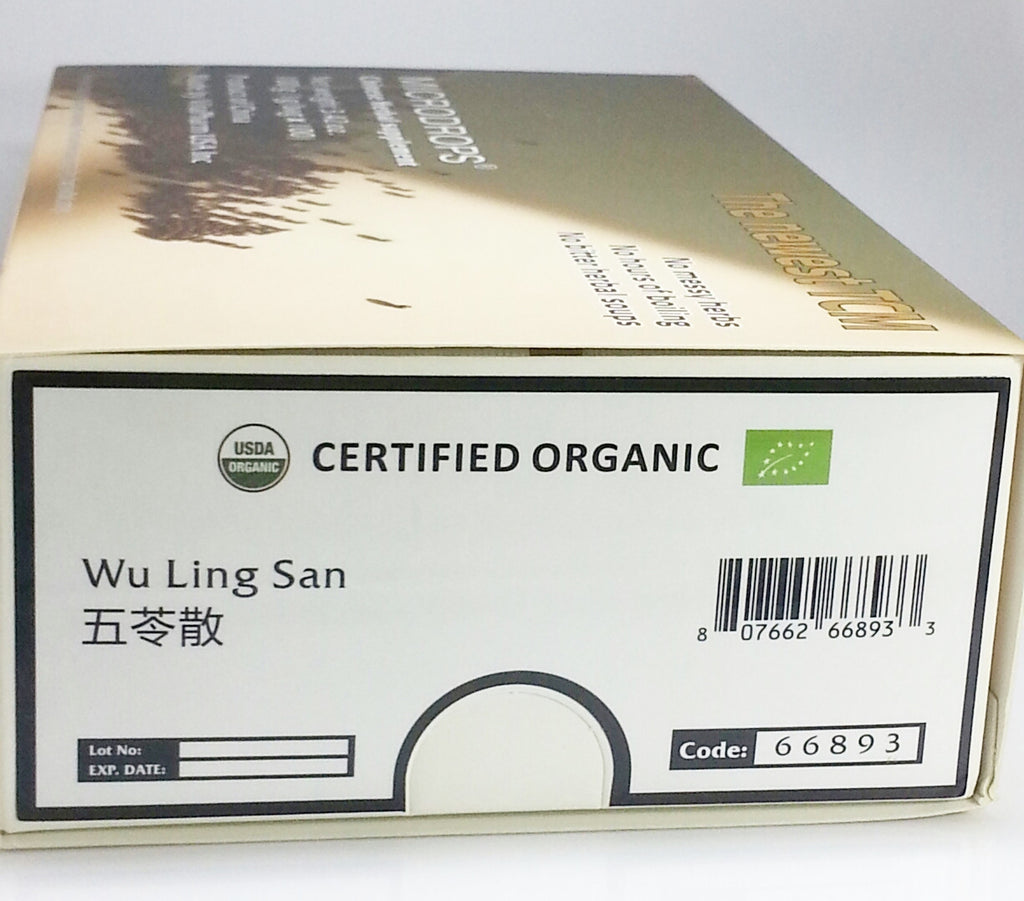 MICRODROPS®
The newest TCM
No messy herbs
No hours of boiling
No bitter herbal soups
USDA
ORGANIC
CERTIFIED ORGANIC
Wu Ling San
五苓散
8 07662 66893 3
Lot No:
EXP. DATE:
Code: 66893